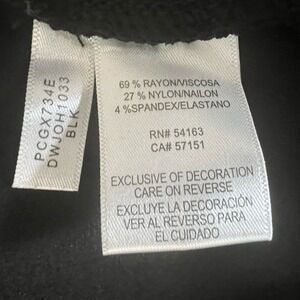 PCGX734E
DWJOH1033
BLK
69 % RAYON/VISCOSA
27 % NYLON/NAILON
4 %SPANDEX/ELASTANO
RN# 54163
CA# 57151
EXCLUSIVE OF DECORATION
CARE ON REVERSE
EXCLUYE LA DECORACIÓN
VER AL REVERSO PARA
EL CUIDADO